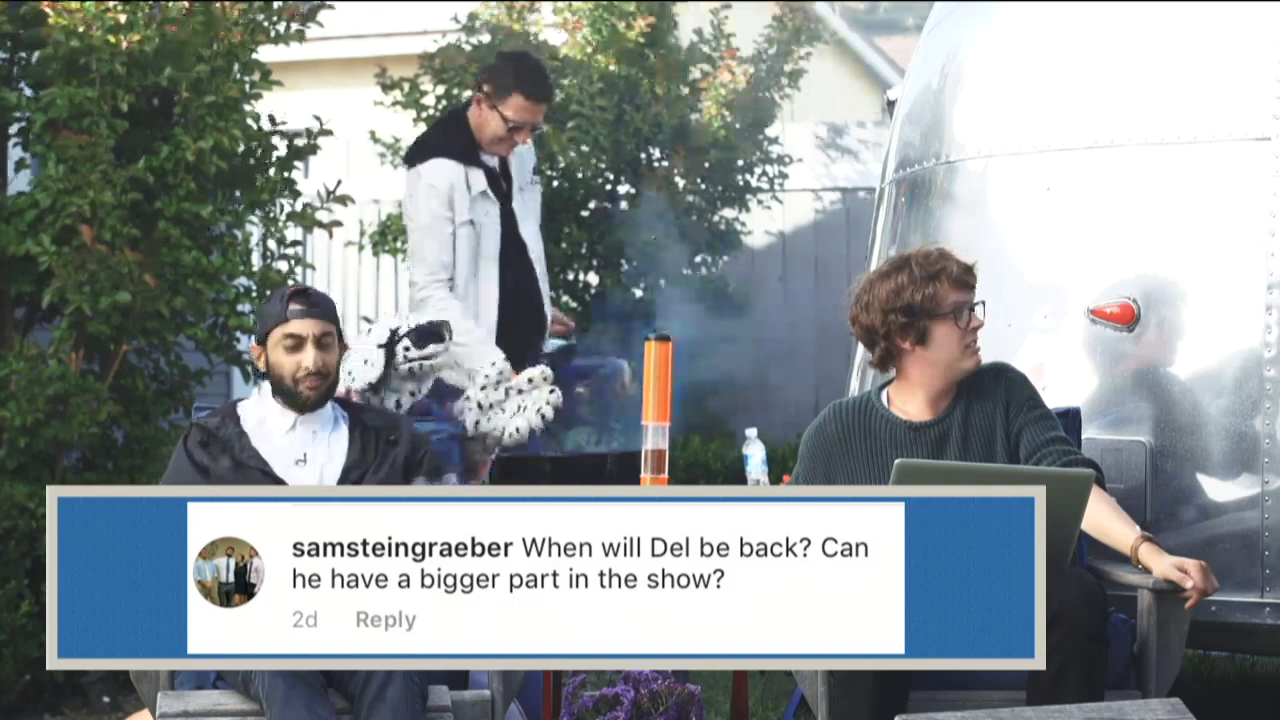 samsteingraeber When will Del be back? Can
he have a bigger part in the show?
2d Reply